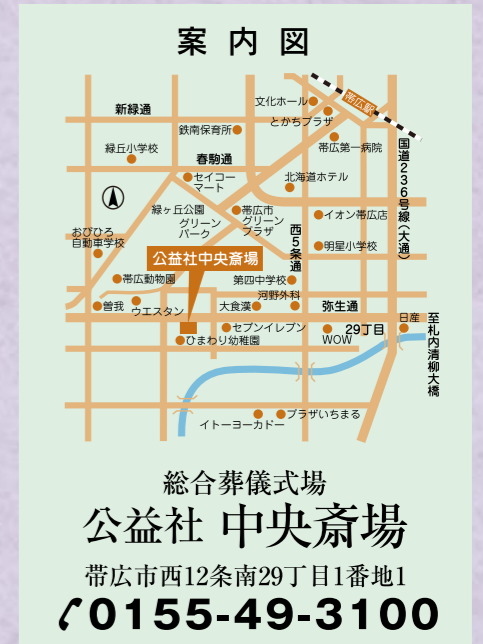 案内図
文化ホール
帯広駅
新緑通
とかちプラザ
鉄南保育所
緑丘小学校
帯広第一病院
国道236号線(大通)
春駒通
セイコー
マート
北海道ホテル
緑ヶ丘公園
グリーン
パーク
帯広市
グリーン
プラザ
イオン帯広店
西5条通
おびひろ
自動車学校
明星小学校
公益社中央斎場
帯広動物園
第四中学校
河野外科
曽我
ウエスタン
大食漢
弥生通
日産
至札内清柳大橋
セブンイレブン
29丁目
WOW
ひまわり幼稚園
プラザいちまる
イトーヨーカドー
総合葬儀式場
公益社 中央斎場
帯広市西12条南29丁目1番地1
0155-49-3100